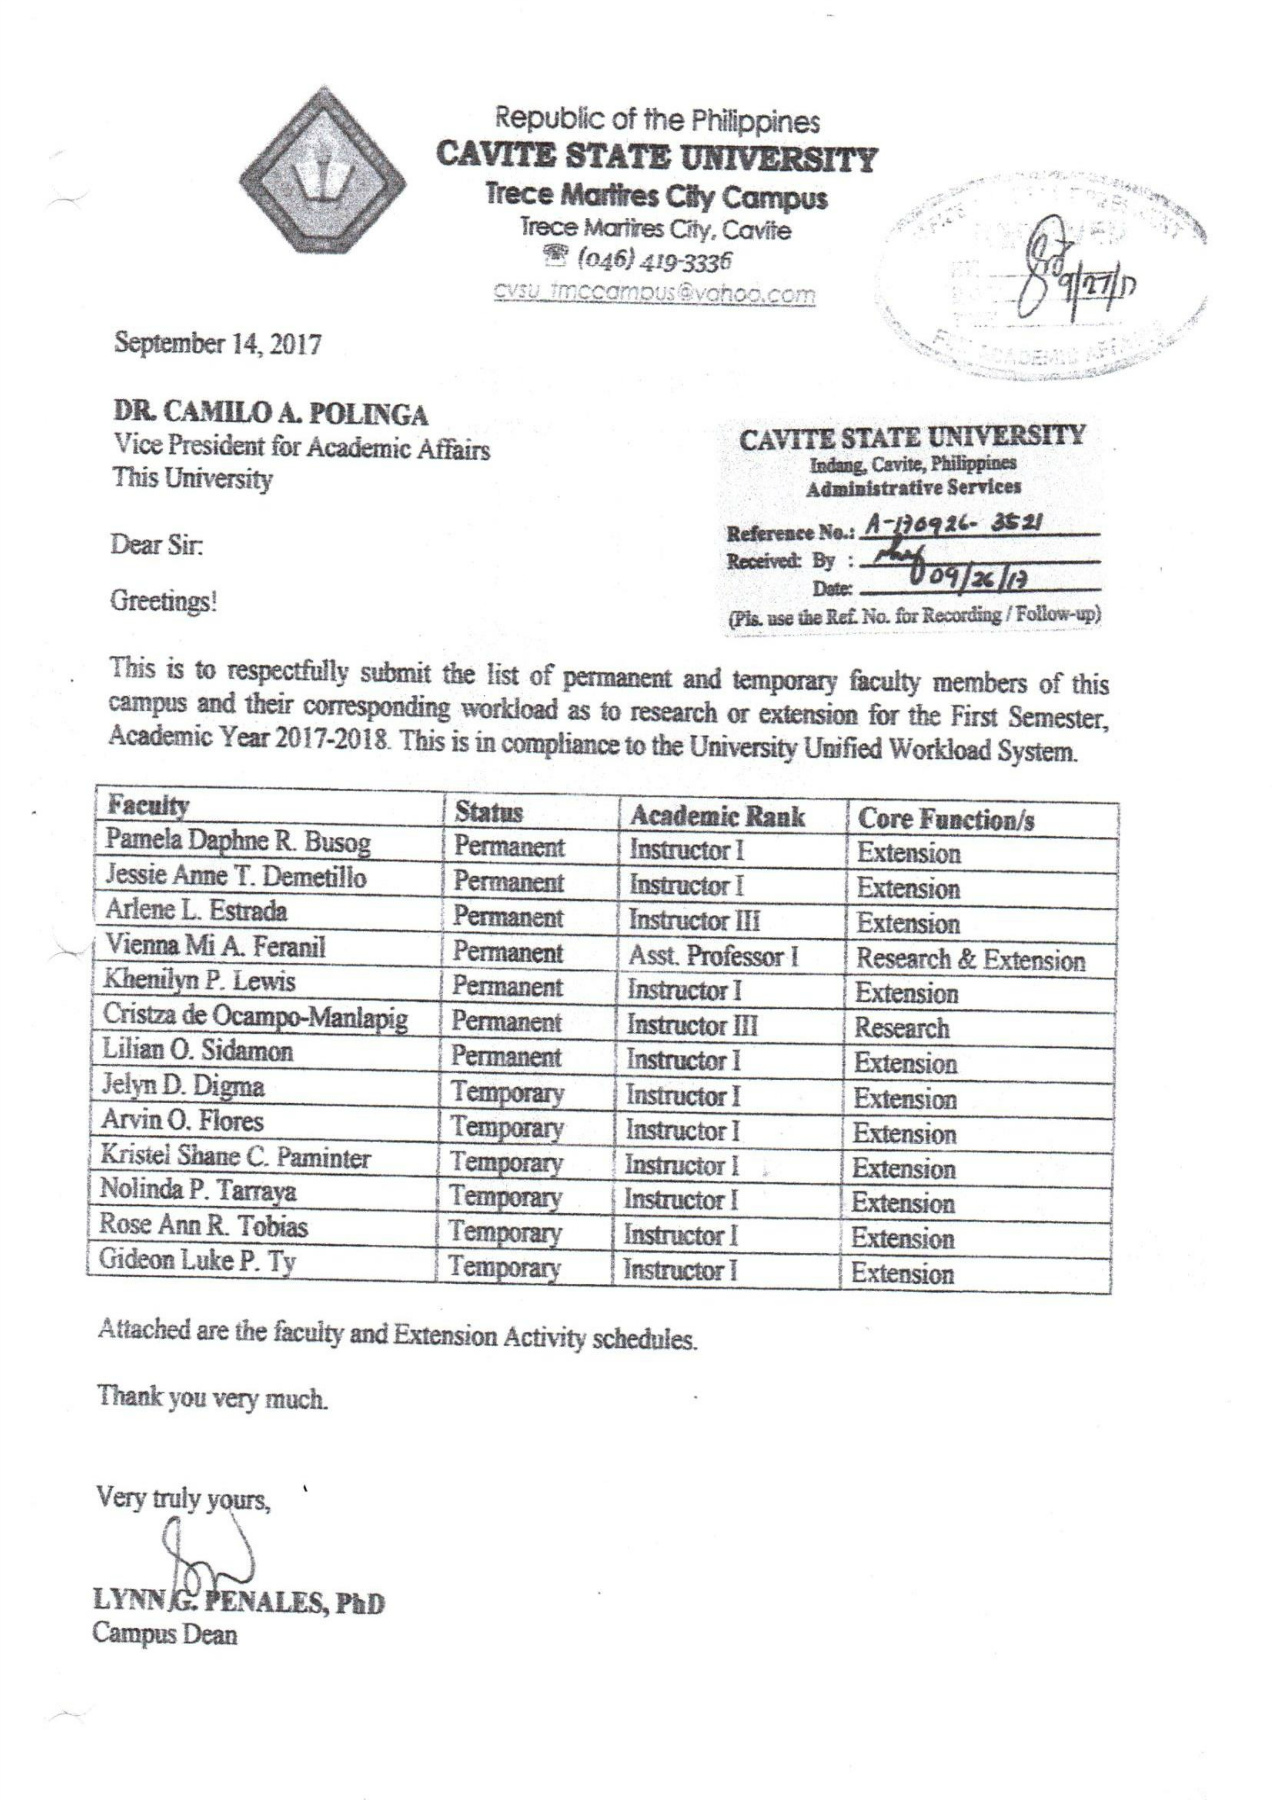 Republic of the Philippines
CAVITE STATE UNIVERSITY
Trece Martires City Campus
Trece Martires City, Cavite
☏ (046) 419-3336
cvsu_tmccampus@yahoo.com
9/27/17
FOR ACADEMIC AFFAIRS
September 14, 2017
DR. CAMILO A. POLINGA
Vice President for Academic Affairs
This University
CAVITE STATE UNIVERSITY
Indang, Cavite, Philippines
Administrative Services
Reference No.: A-170926-3521
Received: By :
Date: 09/26/17
(Pls. use the Ref. No. for Recording / Follow-up)
Dear Sir:
Greetings!
This is to respectfully submit the list of permanent and temporary faculty members of this
campus and their corresponding workload as to research or extension for the First Semester,
Academic Year 2017-2018. This is in compliance to the University Unified Workload System.
Faculty Status Academic Rank Core Function/s
Pamela Daphne R. Busog Permanent Instructor I Extension
Jessie Anne T. Demetillo Permanent Instructor I Extension
Arlene L. Estrada Permanent Instructor III Extension
Vienna Mi A. Feranil Permanent Asst. Professor I Research & Extension
Khenilyn P. Lewis Permanent Instructor I Extension
Cristza de Ocampo-Manlapig Permanent Instructor III Research
Lilian O. Sidamon Permanent Instructor I Extension
Jelyn D. Digma Temporary Instructor I Extension
Arvin O. Flores Temporary Instructor I Extension
Kristel Shane C. Paminter Temporary Instructor I Extension
Nolinda P. Tarraya Temporary Instructor I Extension
Rose Ann R. Tobias Temporary Instructor I Extension
Gideon Luke P. Ty Temporary Instructor I Extension
Attached are the faculty and Extension Activity schedules.
Thank you very much.
Very truly yours,
LYNN G. PENALES, PhD
Campus Dean